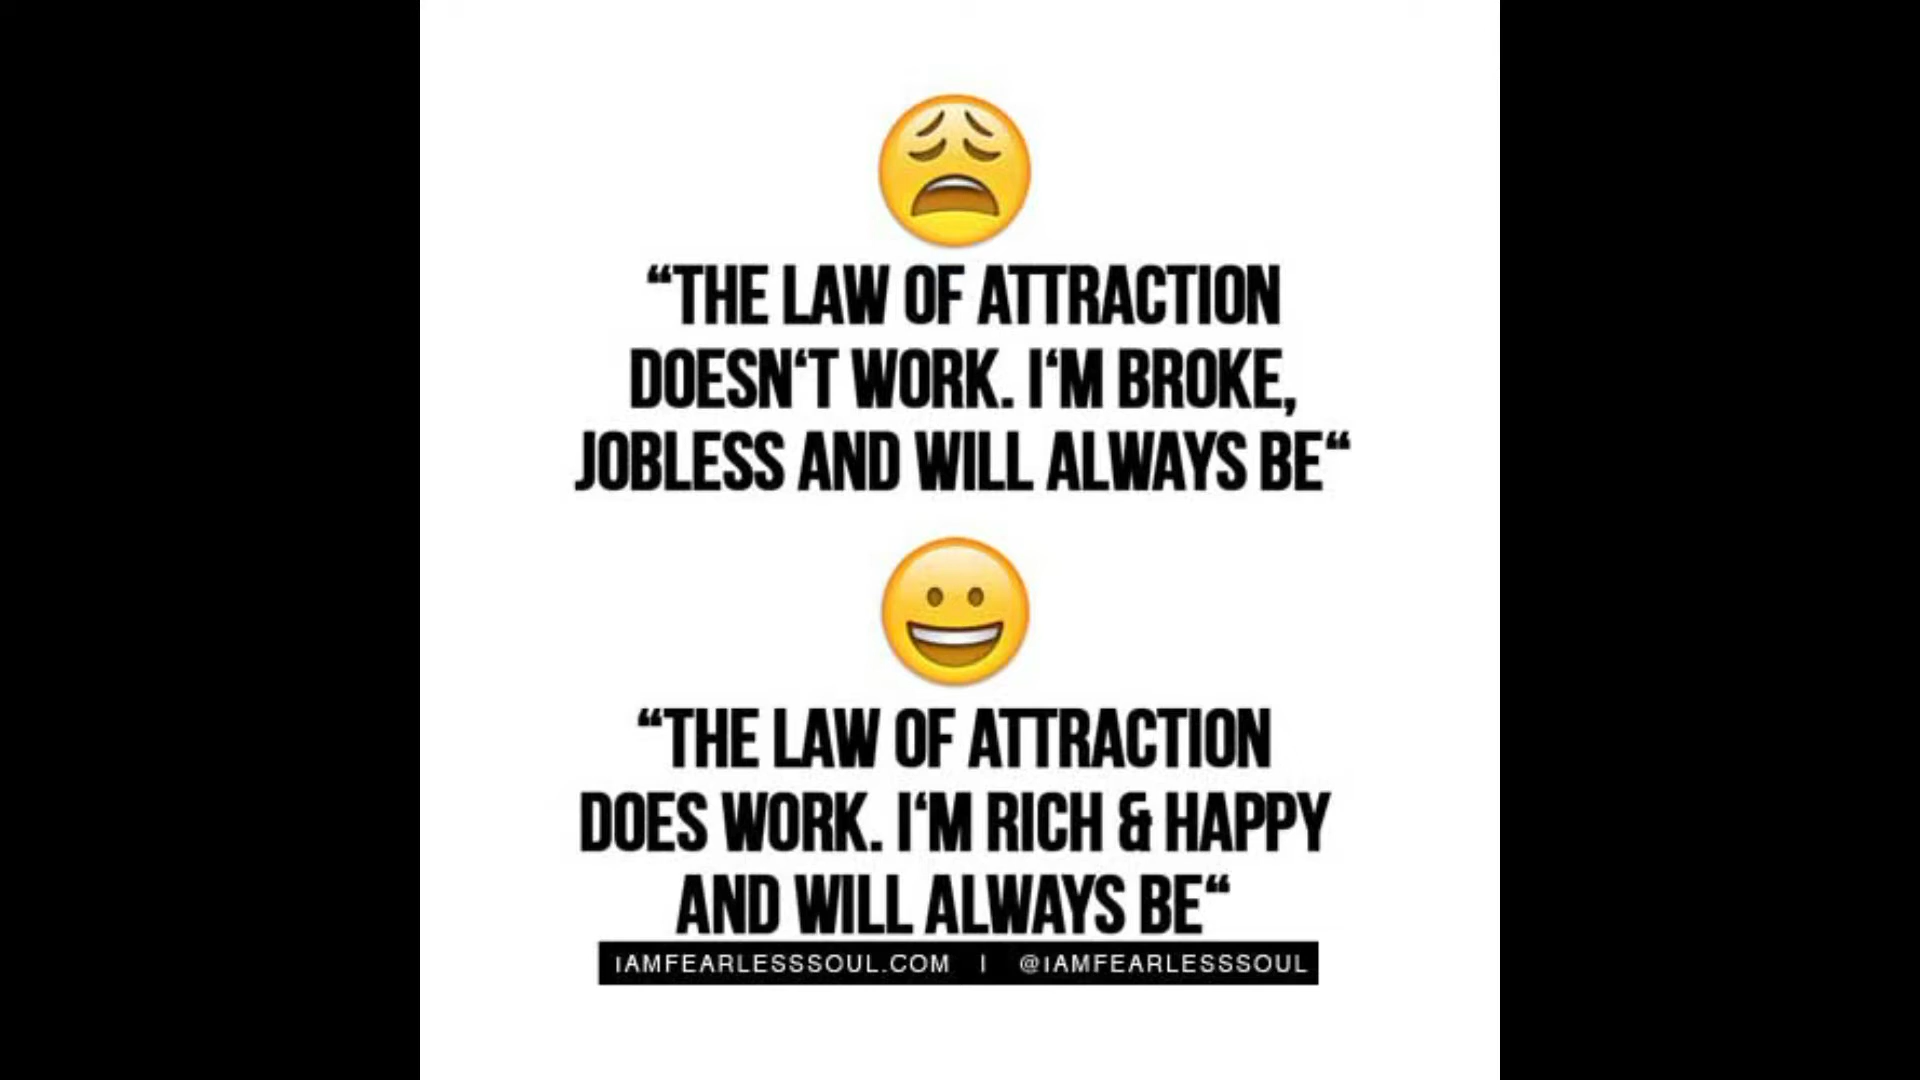 “THE LAW OF ATTRACTION
DOESN‘T WORK. I‘M BROKE,
JOBLESS AND WILL ALWAYS BE“
“THE LAW OF ATTRACTION
DOES WORK. I‘M RICH & HAPPY
AND WILL ALWAYS BE“
IAMFEARLESSSOUL.COM | @IAMFEARLESSSOUL